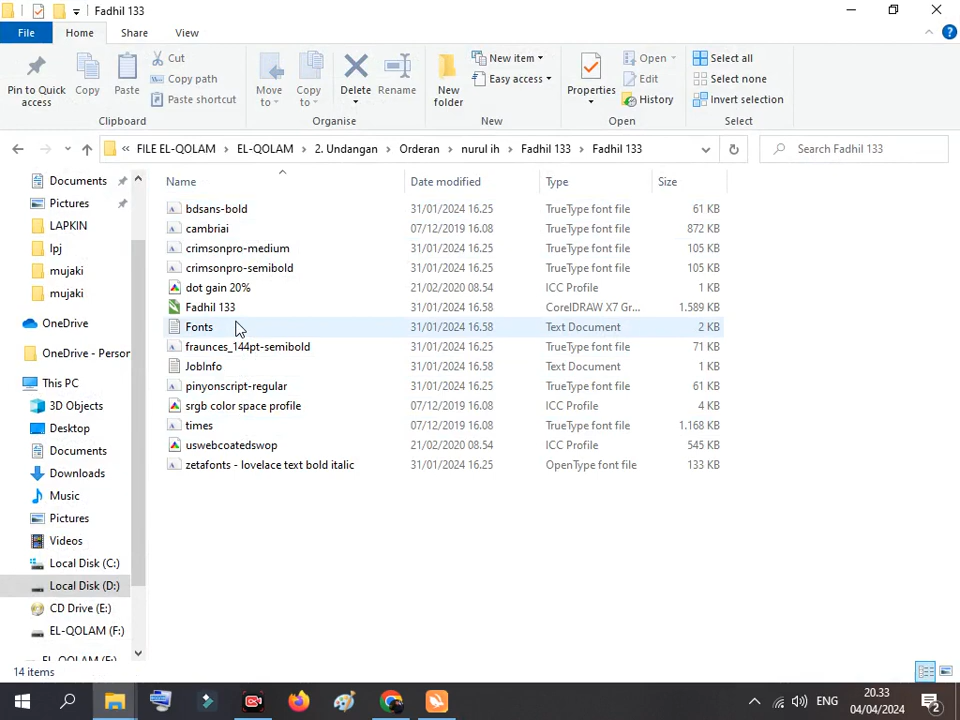 Fadhil 133
File
Home
Share
View
Pin to Quick access
Copy
Paste
Cut
Copy path
Paste shortcut
Clipboard
Move to
Copy to
Delete
Rename
Organise
New folder
New item
Easy access
New
Properties
Open
Edit
History
Open
Select all
Select none
Invert selection
Select
« FILE EL-QOLAM > EL-QOLAM > 2. Undangan > Orderan > nurul ih > Fadhil 133 > Fadhil 133
Search Fadhil 133
Documents
Pictures
LAPKIN
lpj
mujaki
mujaki
OneDrive
OneDrive - Person
This PC
3D Objects
Desktop
Documents
Downloads
Music
Pictures
Videos
Local Disk (C:)
Local Disk (D:)
CD Drive (E:)
EL-QOLAM (F:)
Name Date modified Type Size
bdsans-bold 31/01/2024 16.25 TrueType font file 61 KB
cambriai 07/12/2019 16.08 TrueType font file 872 KB
crimsonpro-medium 31/01/2024 16.25 TrueType font file 105 KB
crimsonpro-semibold 31/01/2024 16.25 TrueType font file 105 KB
dot gain 20% 21/02/2020 08.54 ICC Profile 1 KB
Fadhil 133 31/01/2024 16.58 CorelDRAW X7 Gr... 1.589 KB
Fonts 31/01/2024 16.58 Text Document 2 KB
fraunces_144pt-semibold 31/01/2024 16.25 TrueType font file 71 KB
JobInfo 31/01/2024 16.58 Text Document 1 KB
pinyonscript-regular 31/01/2024 16.25 TrueType font file 61 KB
srgb color space profile 07/12/2019 16.08 ICC Profile 4 KB
times 07/12/2019 16.08 TrueType font file 1.168 KB
uswebcoatedswop 21/02/2020 08.54 ICC Profile 545 KB
zetafonts - lovelace text bold italic 31/01/2024 16.25 OpenType font file 133 KB
14 items
ENG
20.33
04/04/2024
2